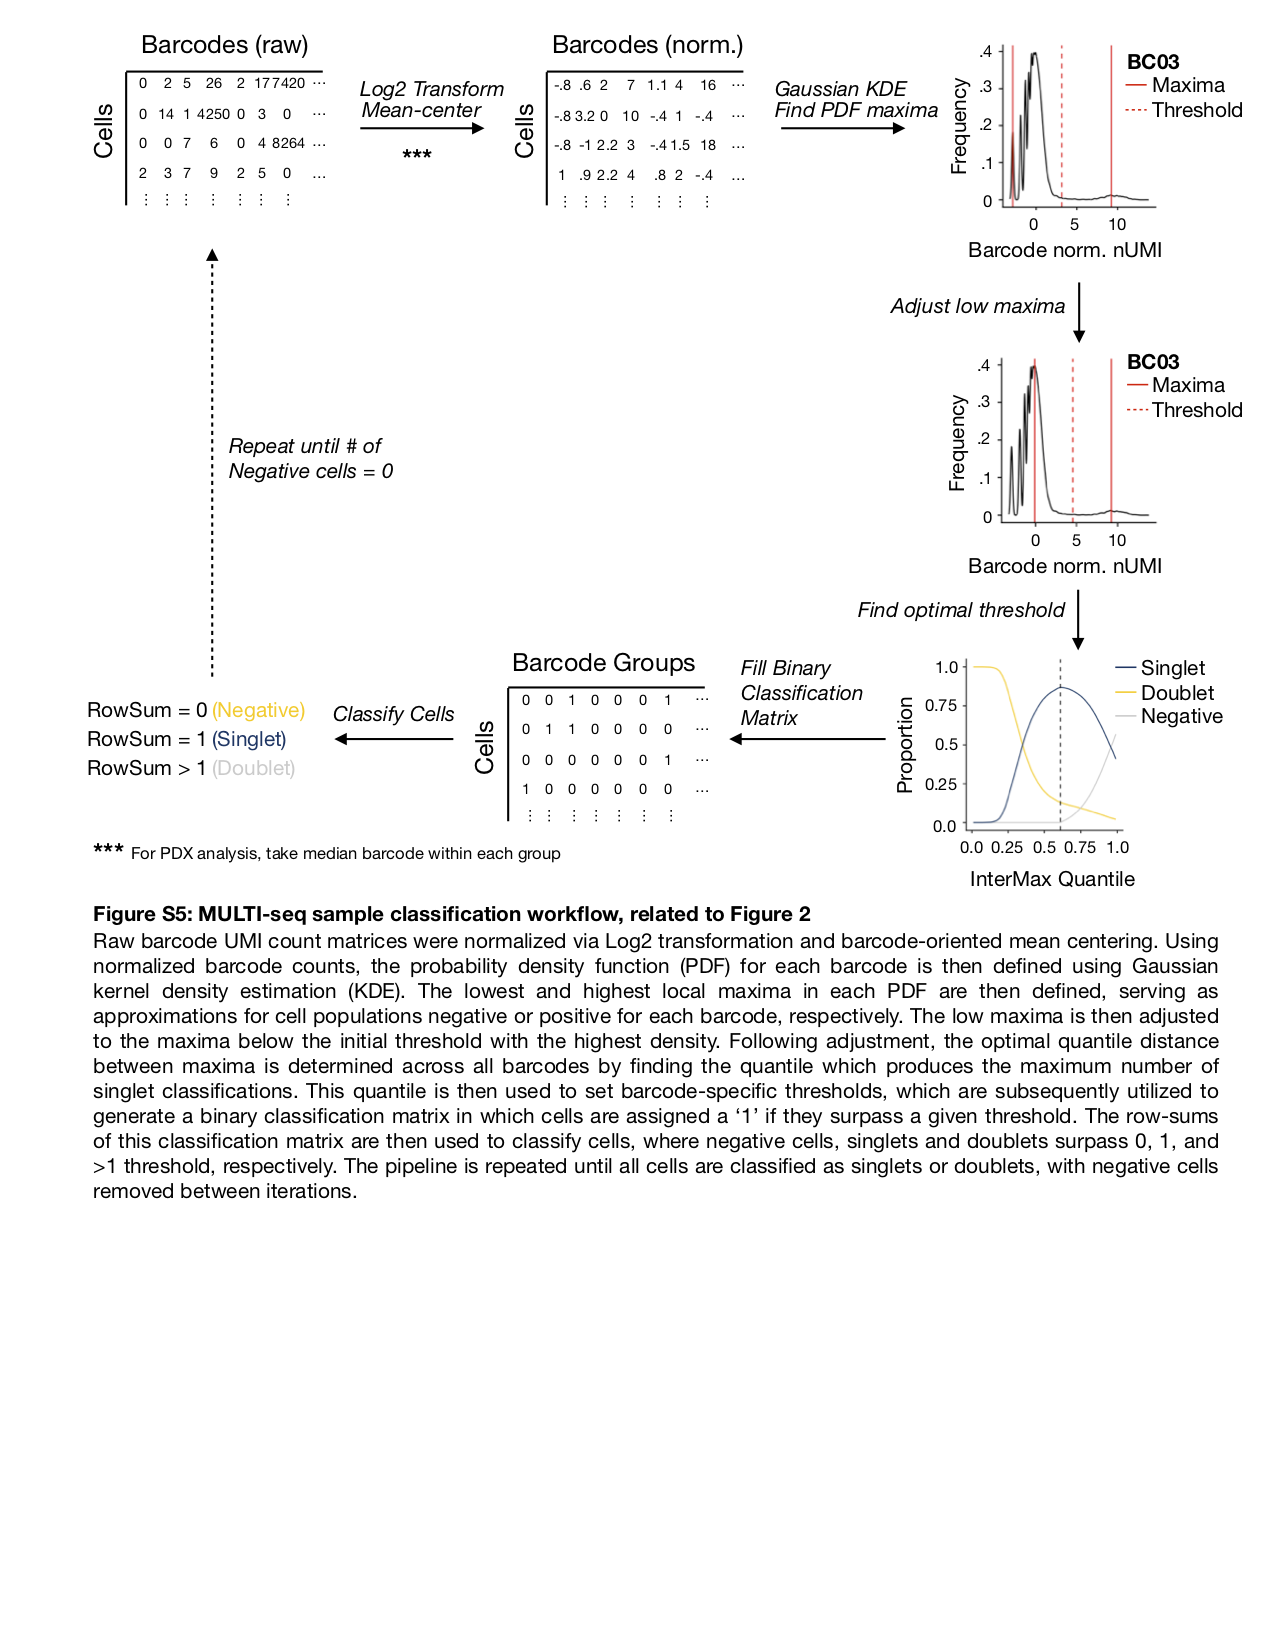 Barcodes (raw)
Cells
0 2 5 26 2 17 7420 ...
0 14 1 4250 0 3 0 ...
0 0 7 6 0 4 8264 ...
2 3 7 9 2 5 0 ...
Log2 Transform
Mean-center
***
Barcodes (norm.)
Cells
-.8 .6 2 7 1.1 4 16 ...
-.8 3.2 0 10 -.4 1 -.4 ...
-.8 -1 2.2 3 -.4 1.5 18 ...
1 .9 2.2 4 .8 2 -.4 ...
Gaussian KDE
Find PDF maxima
Frequency
.4
.3
.2
.1
0
0 5 10
Barcode norm. nUMI
BC03
Maxima
Threshold
Adjust low maxima
Frequency
.4
.3
.2
.1
0
0 5 10
Barcode norm. nUMI
BC03
Maxima
Threshold
Find optimal threshold
Proportion
1.0
0.75
0.5
0.25
0.0
0.0 0.25 0.5 0.75 1.0
InterMax Quantile
Singlet
Doublet
Negative
Fill Binary
Classification
Matrix
Barcode Groups
Cells
0 0 1 0 0 0 1 ...
0 1 1 0 0 0 0 ...
0 0 0 0 0 0 1 ...
1 0 0 0 0 0 0 ...
Classify Cells
RowSum = 0 (Negative)
RowSum = 1 (Singlet)
RowSum > 1 (Doublet)
Repeat until # of
Negative cells = 0
*** For PDX analysis, take median barcode within each group
Figure S5: MULTI-seq sample classification workflow, related to Figure 2
Raw barcode UMI count matrices were normalized via Log2 transformation and barcode-oriented mean centering. Using
normalized barcode counts, the probability density function (PDF) for each barcode is then defined using Gaussian
kernel density estimation (KDE). The lowest and highest local maxima in each PDF are then defined, serving as
approximations for cell populations negative or positive for each barcode, respectively. The low maxima is then adjusted
to the maxima below the initial threshold with the highest density. Following adjustment, the optimal quantile distance
between maxima is determined across all barcodes by finding the quantile which produces the maximum number of
singlet classifications. This quantile is then used to set barcode-specific thresholds, which are subsequently utilized to
generate a binary classification matrix in which cells are assigned a ‘1’ if they surpass a given threshold. The row-sums
of this classification matrix are then used to classify cells, where negative cells, singlets and doublets surpass 0, 1, and
>1 threshold, respectively. The pipeline is repeated until all cells are classified as singlets or doublets, with negative cells
removed between iterations.